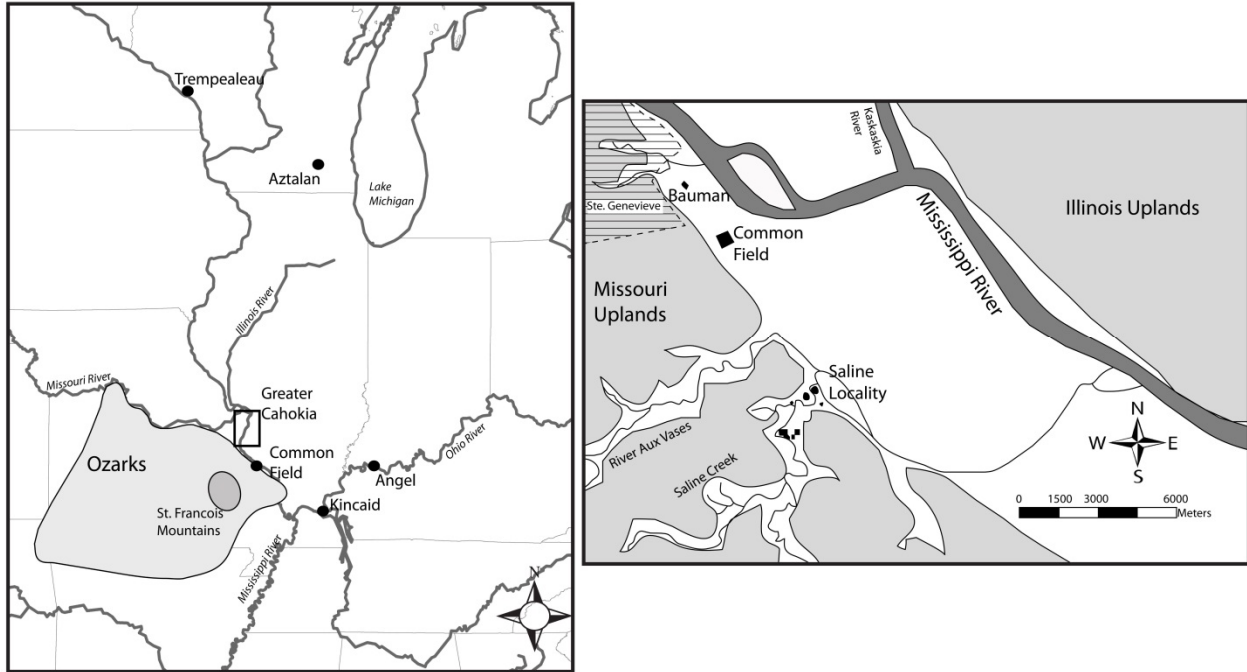 Trempealeau
Aztalan
Lake
Michigan
Illinois River
Missouri River
Greater
Cahokia
Ohio River
Ozarks
Common
Field
Angel
St. Francois
Mountains
Kincaid
Mississippi River
N
Kaskaskia
River
Bauman
Ste. Genevieve
Common
Field
Mississippi River
Illinois Uplands
Missouri
Uplands
Saline
Locality
River Aux Vases
Saline Creek
N
W
E
S
0 1500 3000 6000
Meters